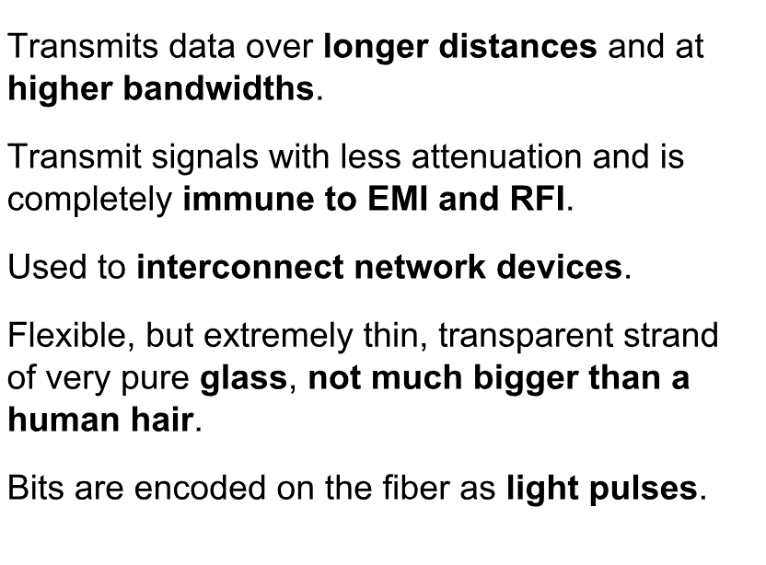 Transmits data over longer distances and at
higher bandwidths.
Transmit signals with less attenuation and is
completely immune to EMI and RFI.
Used to interconnect network devices.
Flexible, but extremely thin, transparent strand
of very pure glass, not much bigger than a
human hair.
Bits are encoded on the fiber as light pulses.